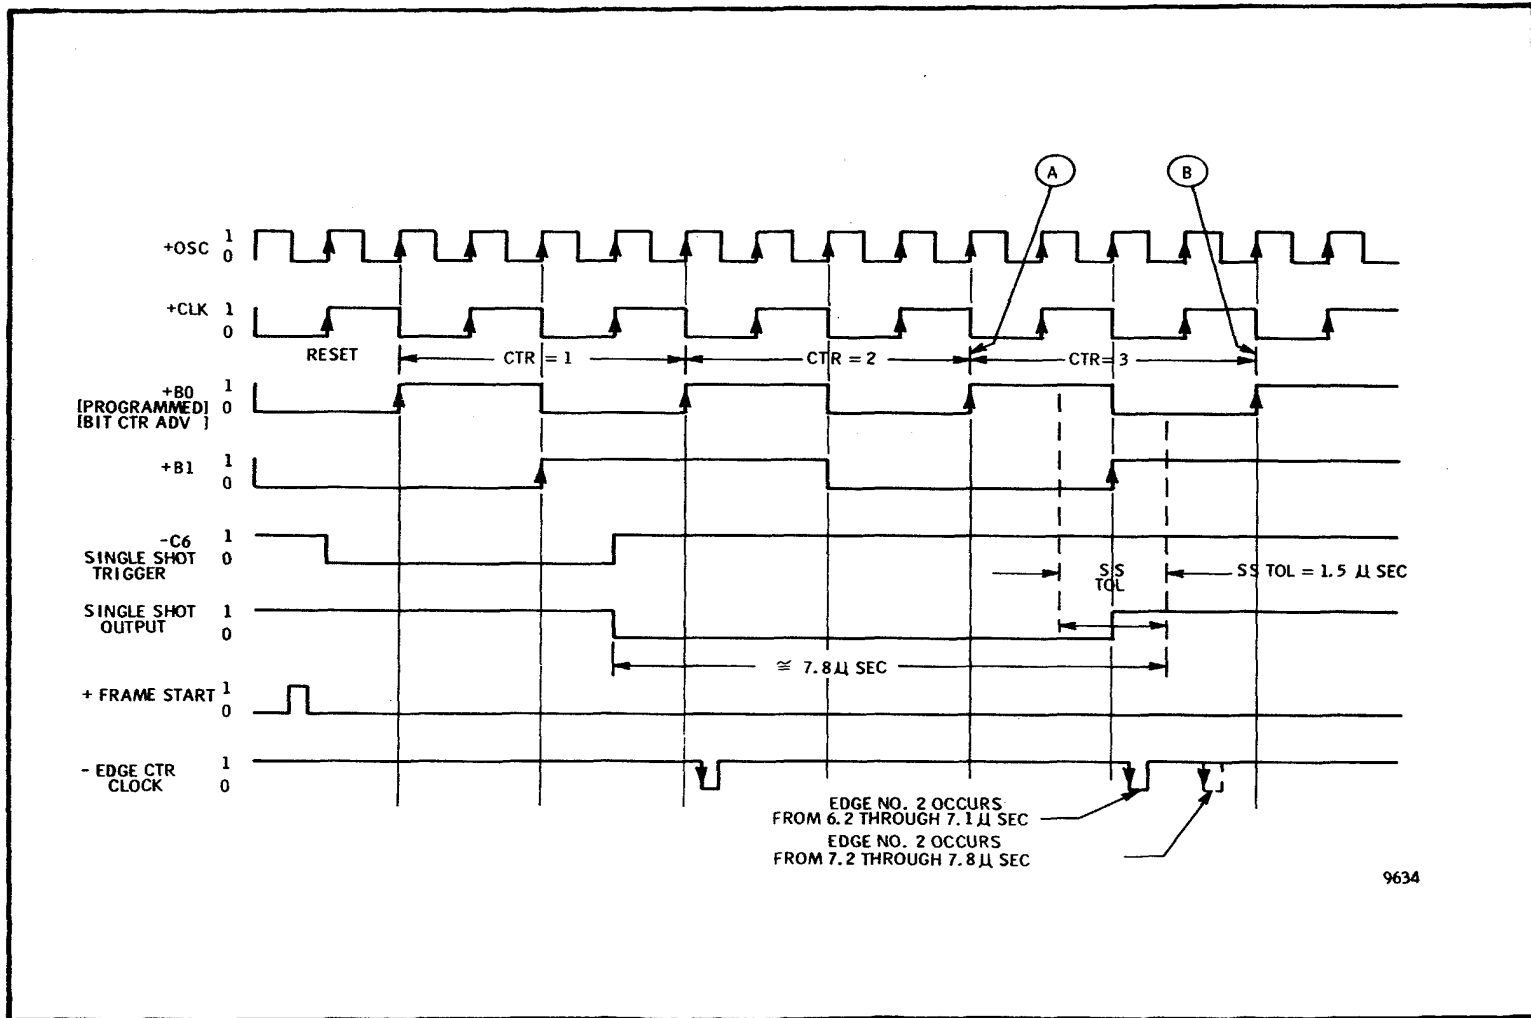 A B
+OSC 1
0
+CLK 1
0
RESET CTR = 1 CTR = 2 CTR= 3
+B0 1
[PROGRAMMED] 0
[BIT CTR ADV ]
+B1 1
0
-C6 1
SINGLE SHOT 0
TRIGGER
SS
TOL
SS TOL = 1.5 µ SEC
SINGLE SHOT 1
OUTPUT 0
≅ 7.8µ SEC
+ FRAME START 1
0
- EDGE CTR 1
CLOCK 0
EDGE NO. 2 OCCURS
FROM 6.2 THROUGH 7.1 µ SEC
EDGE NO. 2 OCCURS
FROM 7.2 THROUGH 7.8 µ SEC
9634